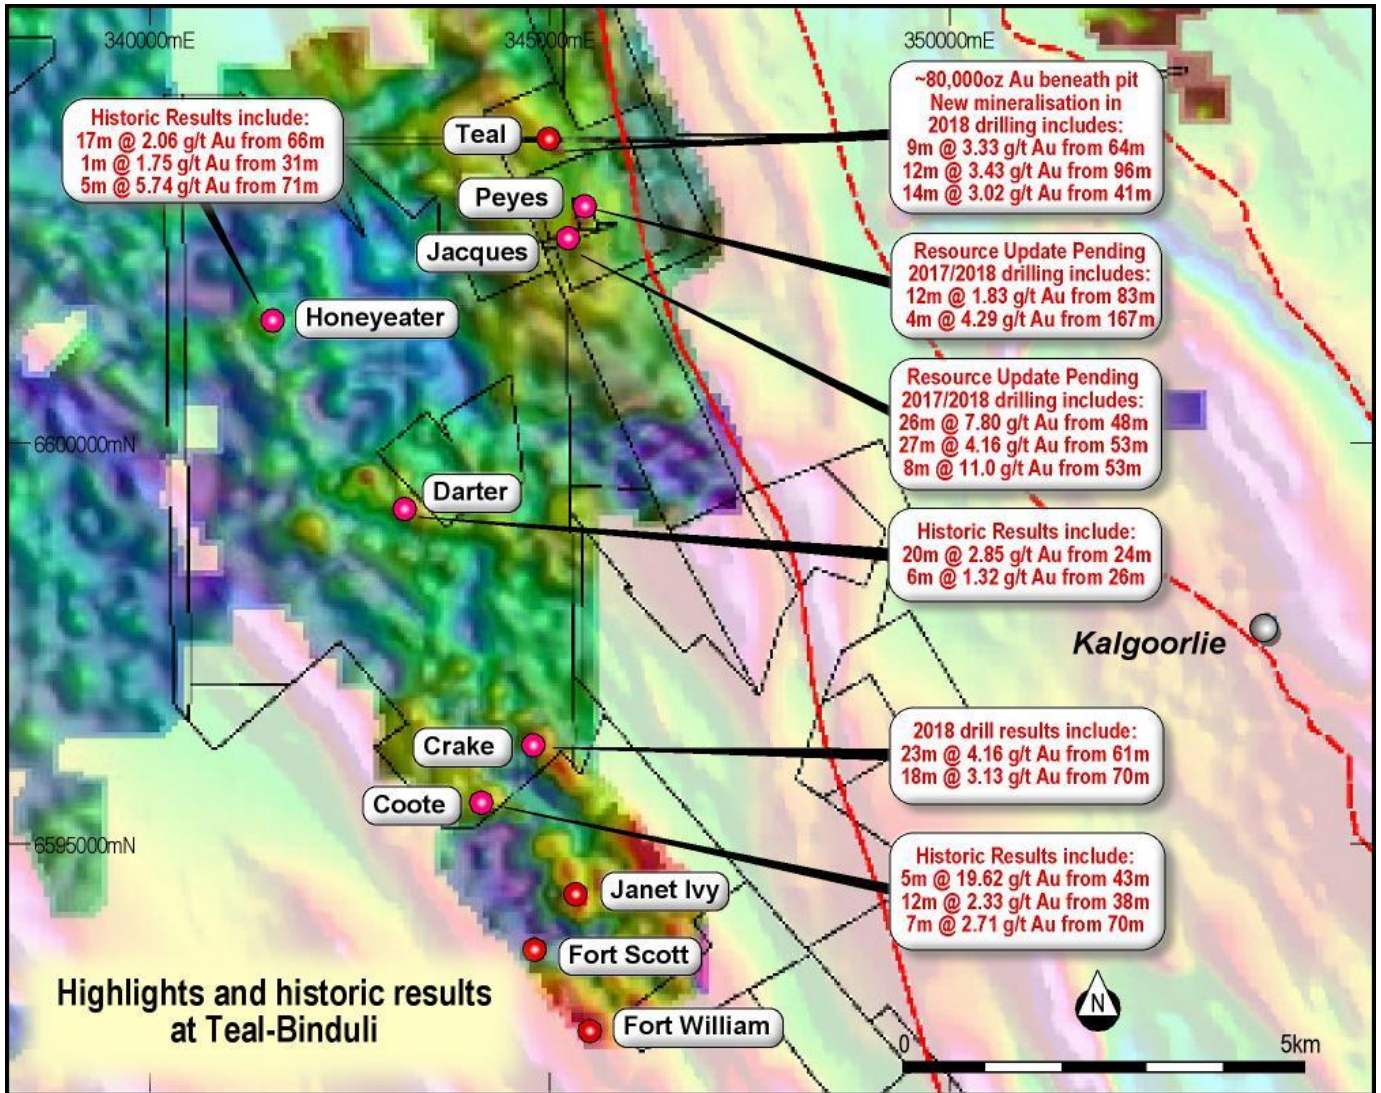 340000mE
345000mE
350000mE
Historic Results include:
17m @ 2.06 g/t Au from 66m
1m @ 1.75 g/t Au from 31m
5m @ 5.74 g/t Au from 71m
Teal
~80,000oz Au beneath pit
New mineralisation in
2018 drilling includes:
9m @ 3.33 g/t Au from 64m
12m @ 3.43 g/t Au from 96m
14m @ 3.02 g/t Au from 41m
Peyes
Jacques
Resource Update Pending
2017/2018 drilling includes:
12m @ 1.83 g/t Au from 83m
4m @ 4.29 g/t Au from 167m
Honeyeater
Resource Update Pending
2017/2018 drilling includes:
26m @ 7.80 g/t Au from 48m
27m @ 4.16 g/t Au from 53m
8m @ 11.0 g/t Au from 53m
6600000mN
Darter
Historic Results include:
20m @ 2.85 g/t Au from 24m
6m @ 1.32 g/t Au from 26m
Kalgoorlie
Crake
2018 drill results include:
23m @ 4.16 g/t Au from 61m
18m @ 3.13 g/t Au from 70m
Coote
6595000mN
Historic Results include:
5m @ 19.62 g/t Au from 43m
12m @ 2.33 g/t Au from 38m
7m @ 2.71 g/t Au from 70m
Janet Ivy
Fort Scott
Fort William
Highlights and historic results
at Teal-Binduli
N
0
5km